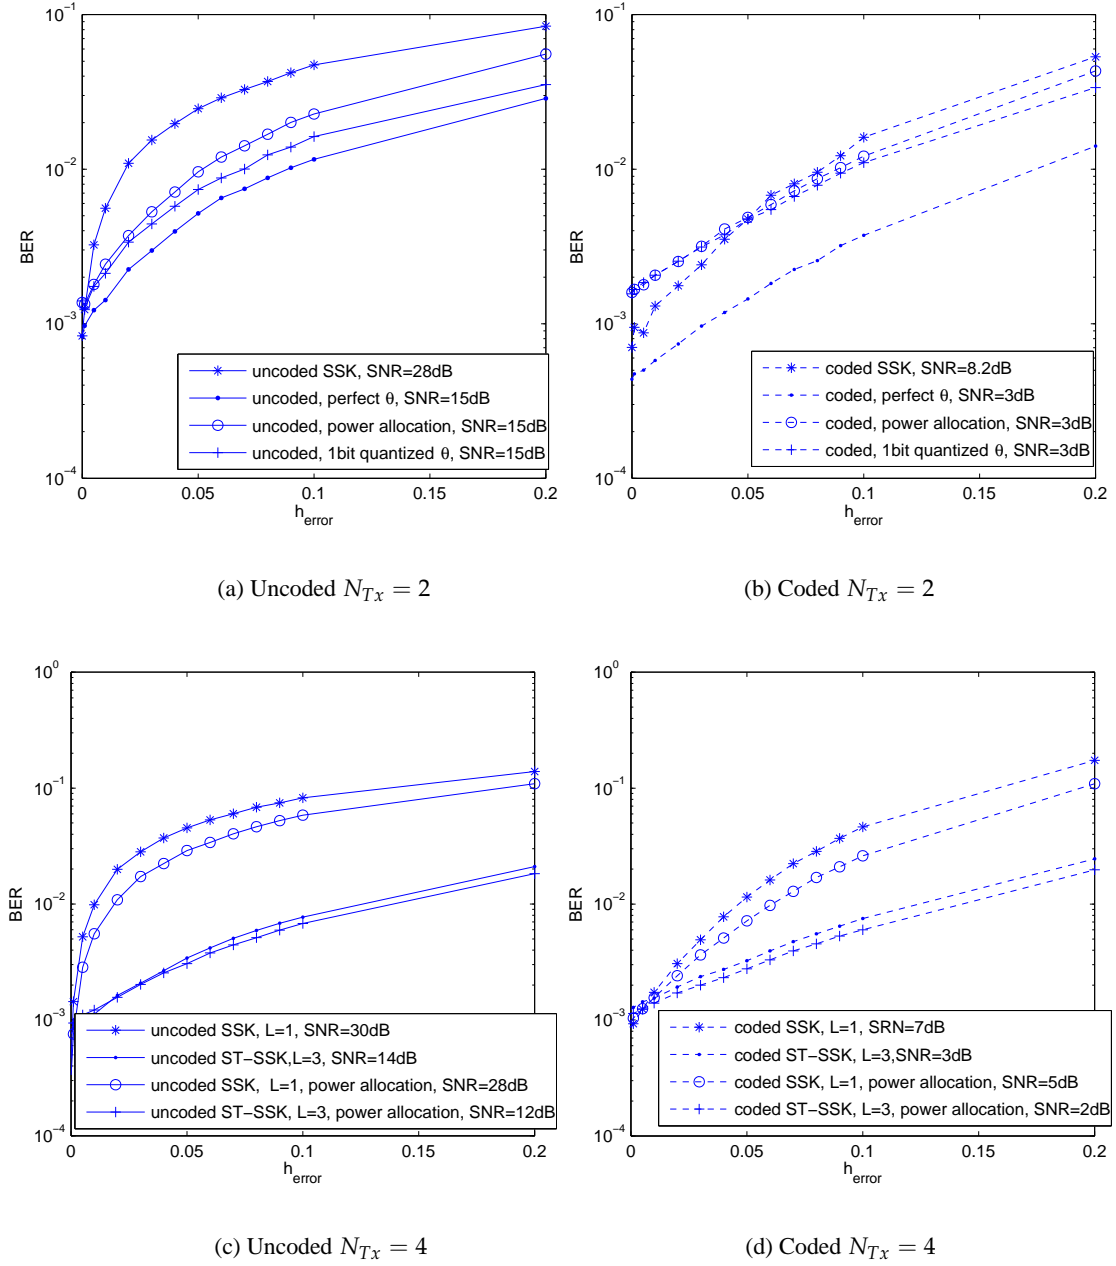 10^-1
10^-2
10^-3
10^-4
BER
uncoded SSK, SNR=28dB
uncoded, perfect θ, SNR=15dB
uncoded, power allocation, SNR=15dB
uncoded, 1bit quantized θ, SNR=15dB
0 0.05 0.1 0.15 0.2
h_error
(a) Uncoded N_Tx = 2
10^-1
10^-2
10^-3
10^-4
BER
coded SSK, SNR=8.2dB
coded, perfect θ, SNR=3dB
coded, power allocation, SNR=3dB
coded, 1bit quantized θ, SNR=3dB
0 0.05 0.1 0.15 0.2
h_error
(b) Coded N_Tx = 2
10^0
10^-1
10^-2
10^-3
10^-4
BER
uncoded SSK, L=1, SNR=30dB
uncoded ST−SSK,L=3, SNR=14dB
uncoded SSK, L=1, power allocation, SNR=28dB
uncoded ST−SSK, L=3, power allocation, SNR=12dB
0 0.05 0.1 0.15 0.2
h_error
(c) Uncoded N_Tx = 4
10^0
10^-1
10^-2
10^-3
10^-4
BER
coded SSK, L=1, SRN=7dB
coded ST−SSK, L=3,SNR=3dB
coded SSK, L=1, power allocation, SNR=5dB
coded ST−SSK, L=3, power allocation, SNR=2dB
0 0.05 0.1 0.15 0.2
h_error
(d) Coded N_Tx = 4